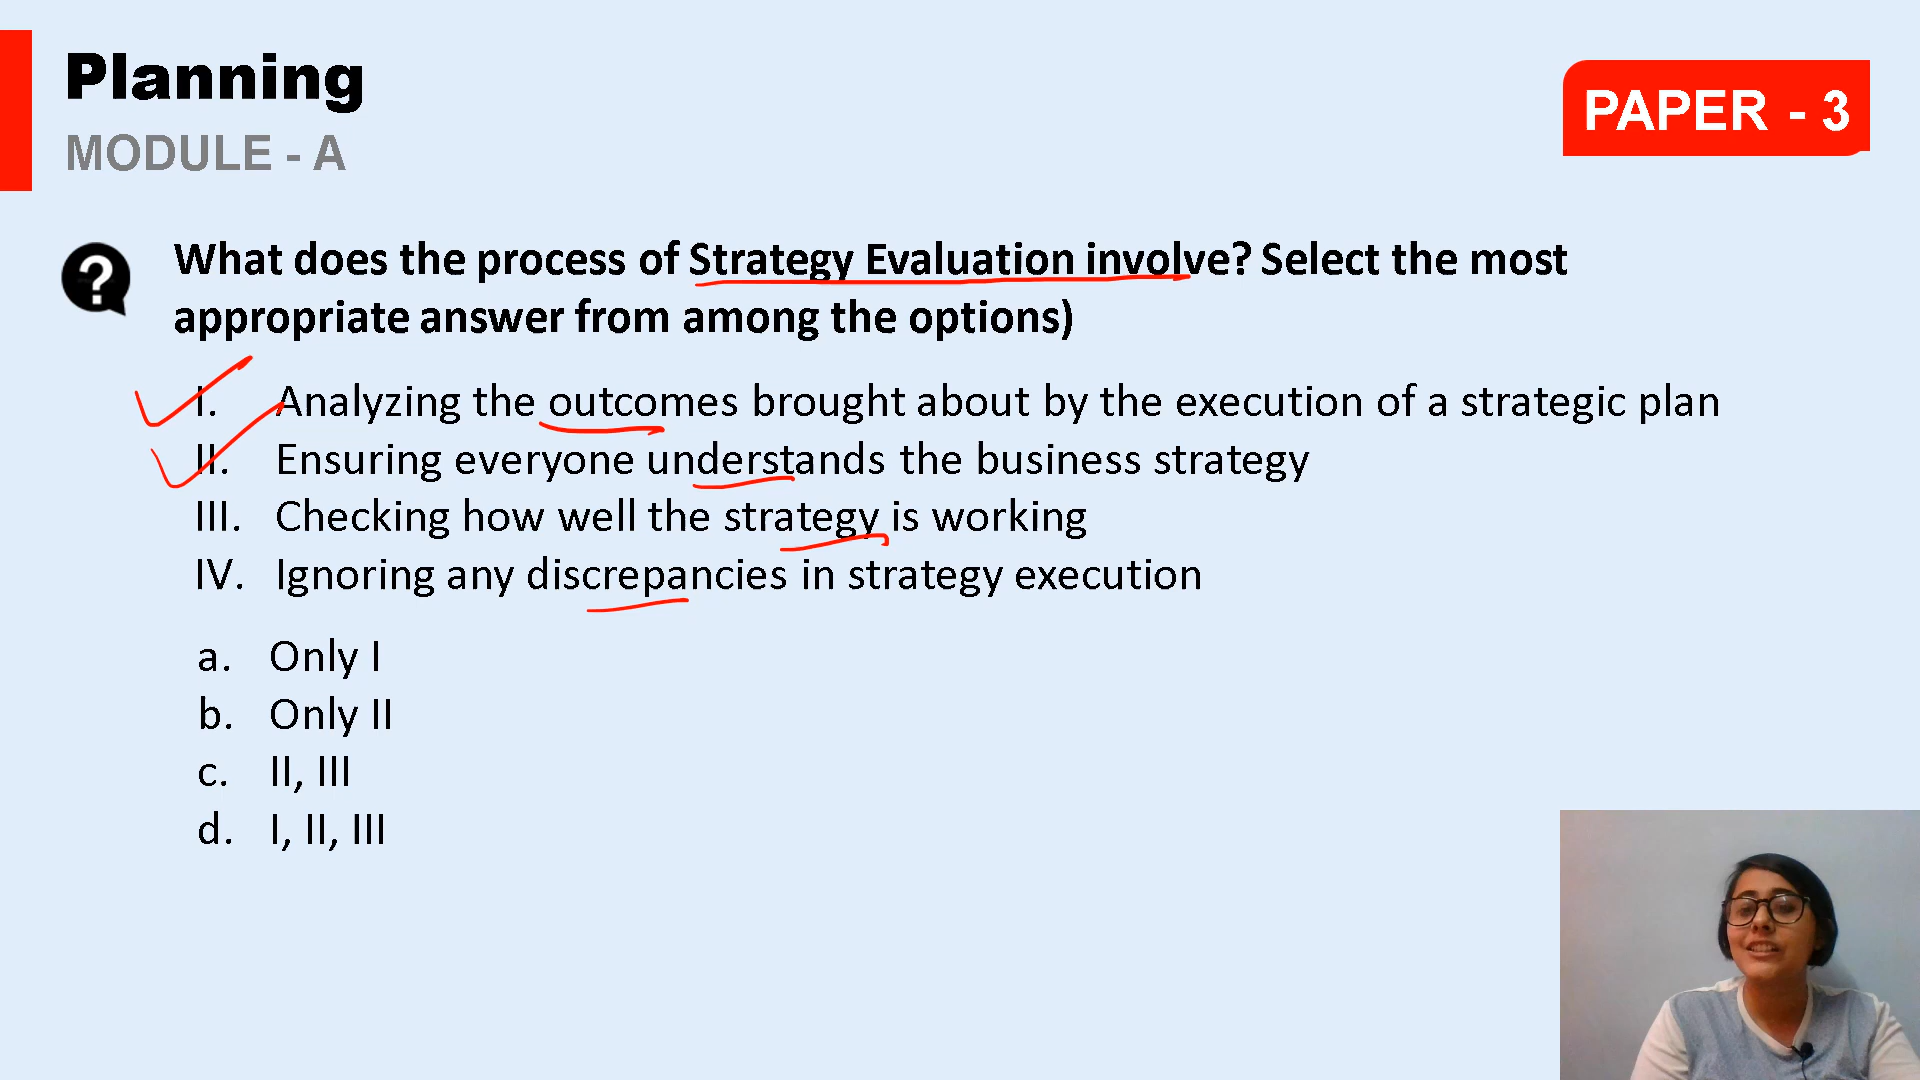 Planning
MODULE - A
PAPER - 3
What does the process of Strategy Evaluation involve? Select the most
appropriate answer from among the options)
I. Analyzing the outcomes brought about by the execution of a strategic plan
II. Ensuring everyone understands the business strategy
III. Checking how well the strategy is working
IV. Ignoring any discrepancies in strategy execution
a. Only I
b. Only II
c. II, III
d. I, II, III